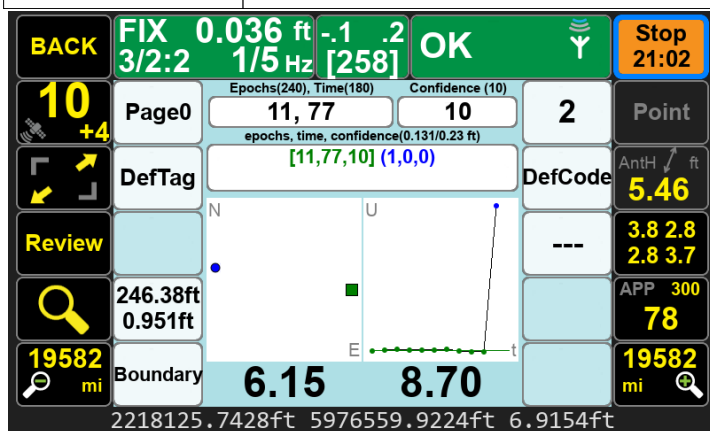 BACK
FIX 0.036 ft
3/2:2 1/5 Hz
-.1 .2
[258]
OK
Stop
21:02
10
+4
Page0
Epochs(240), Time(180)
11, 77
Confidence (10)
10
2
Point
epochs, time, confidence(0.131/0.23 ft)
[11,77,10] (1,0,0)
DefTag
DefCode
AntH ft
5.46
Review
N
U
---
3.8 2.8
2.8 3.7
246.38ft
0.951ft
APP 300
78
E
t
19582
mi
Boundary
6.15
8.70
19582
mi
2218125.7428ft 5976559.9224ft 6.9154ft